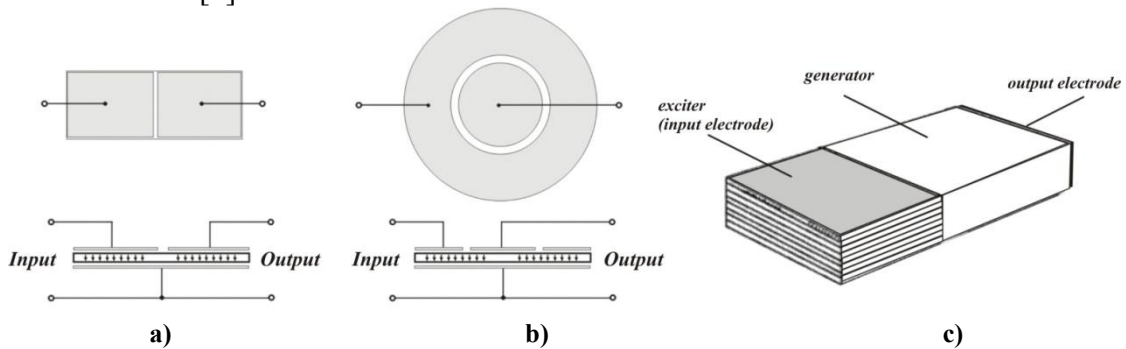 generator
output electrode
exciter
(input electrode)
Input
Output
Input
Output
a)
b)
c)